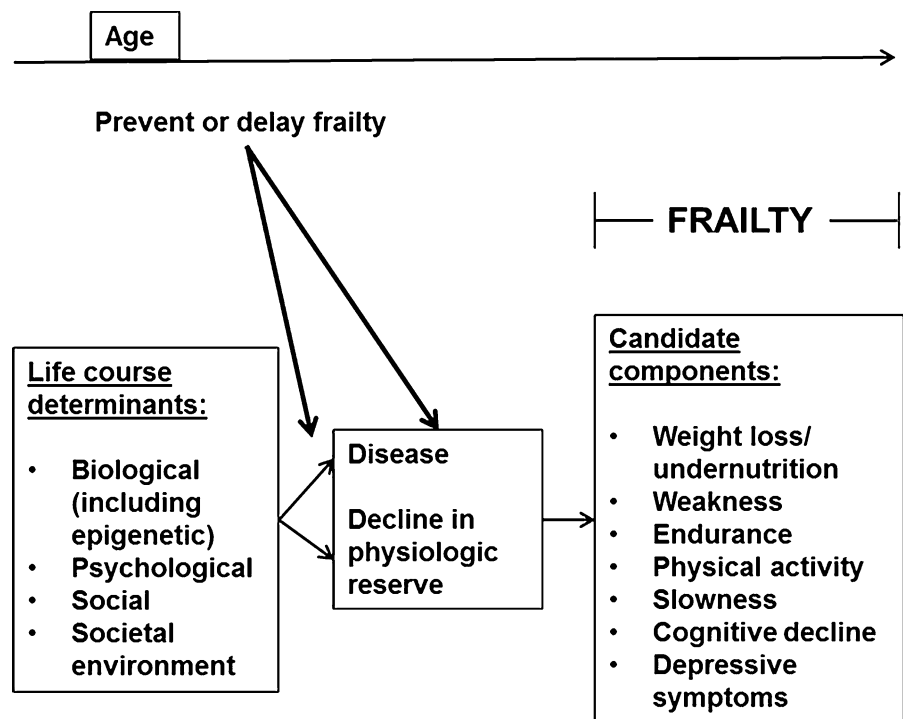 Age
Prevent or delay frailty
FRAILTY
Life course
determinants:
• Biological
(including
epigenetic)
• Psychological
• Social
• Societal
environment
Disease
Decline in
physiologic
reserve
Candidate
components:
• Weight loss/
undernutrition
• Weakness
• Endurance
• Physical activity
• Slowness
• Cognitive decline
• Depressive
symptoms